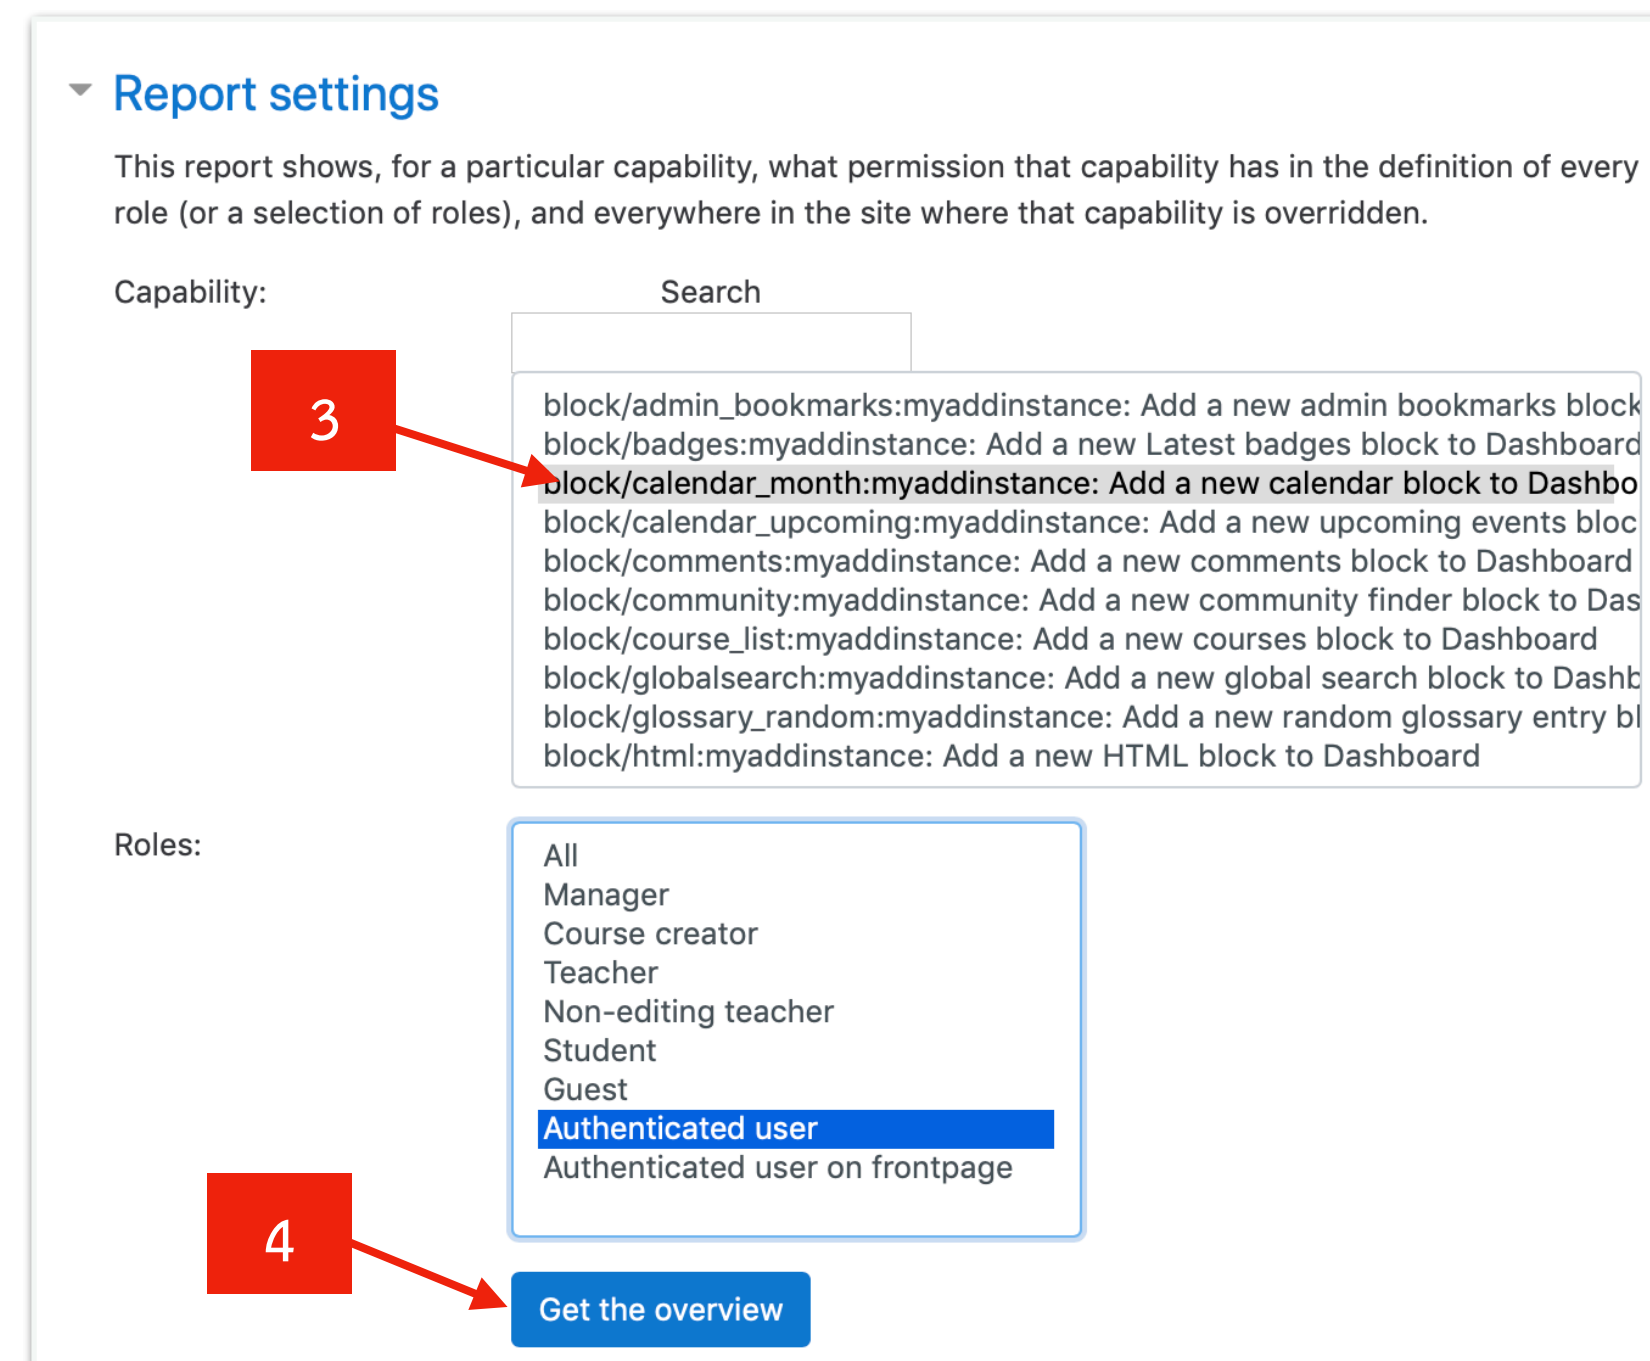 Report settings
This report shows, for a particular capability, what permission that capability has in the definition of every
role (or a selection of roles), and everywhere in the site where that capability is overridden.
Capability:
Search
3
block/admin_bookmarks:myaddinstance: Add a new admin bookmarks block
block/badges:myaddinstance: Add a new Latest badges block to Dashboard
block/calendar_month:myaddinstance: Add a new calendar block to Dashbo
block/calendar_upcoming:myaddinstance: Add a new upcoming events bloc
block/comments:myaddinstance: Add a new comments block to Dashboard
block/community:myaddinstance: Add a new community finder block to Das
block/course_list:myaddinstance: Add a new courses block to Dashboard
block/globalsearch:myaddinstance: Add a new global search block to Dashb
block/glossary_random:myaddinstance: Add a new random glossary entry bl
block/html:myaddinstance: Add a new HTML block to Dashboard
Roles:
All
Manager
Course creator
Teacher
Non-editing teacher
Student
Guest
Authenticated user
Authenticated user on frontpage
4
Get the overview